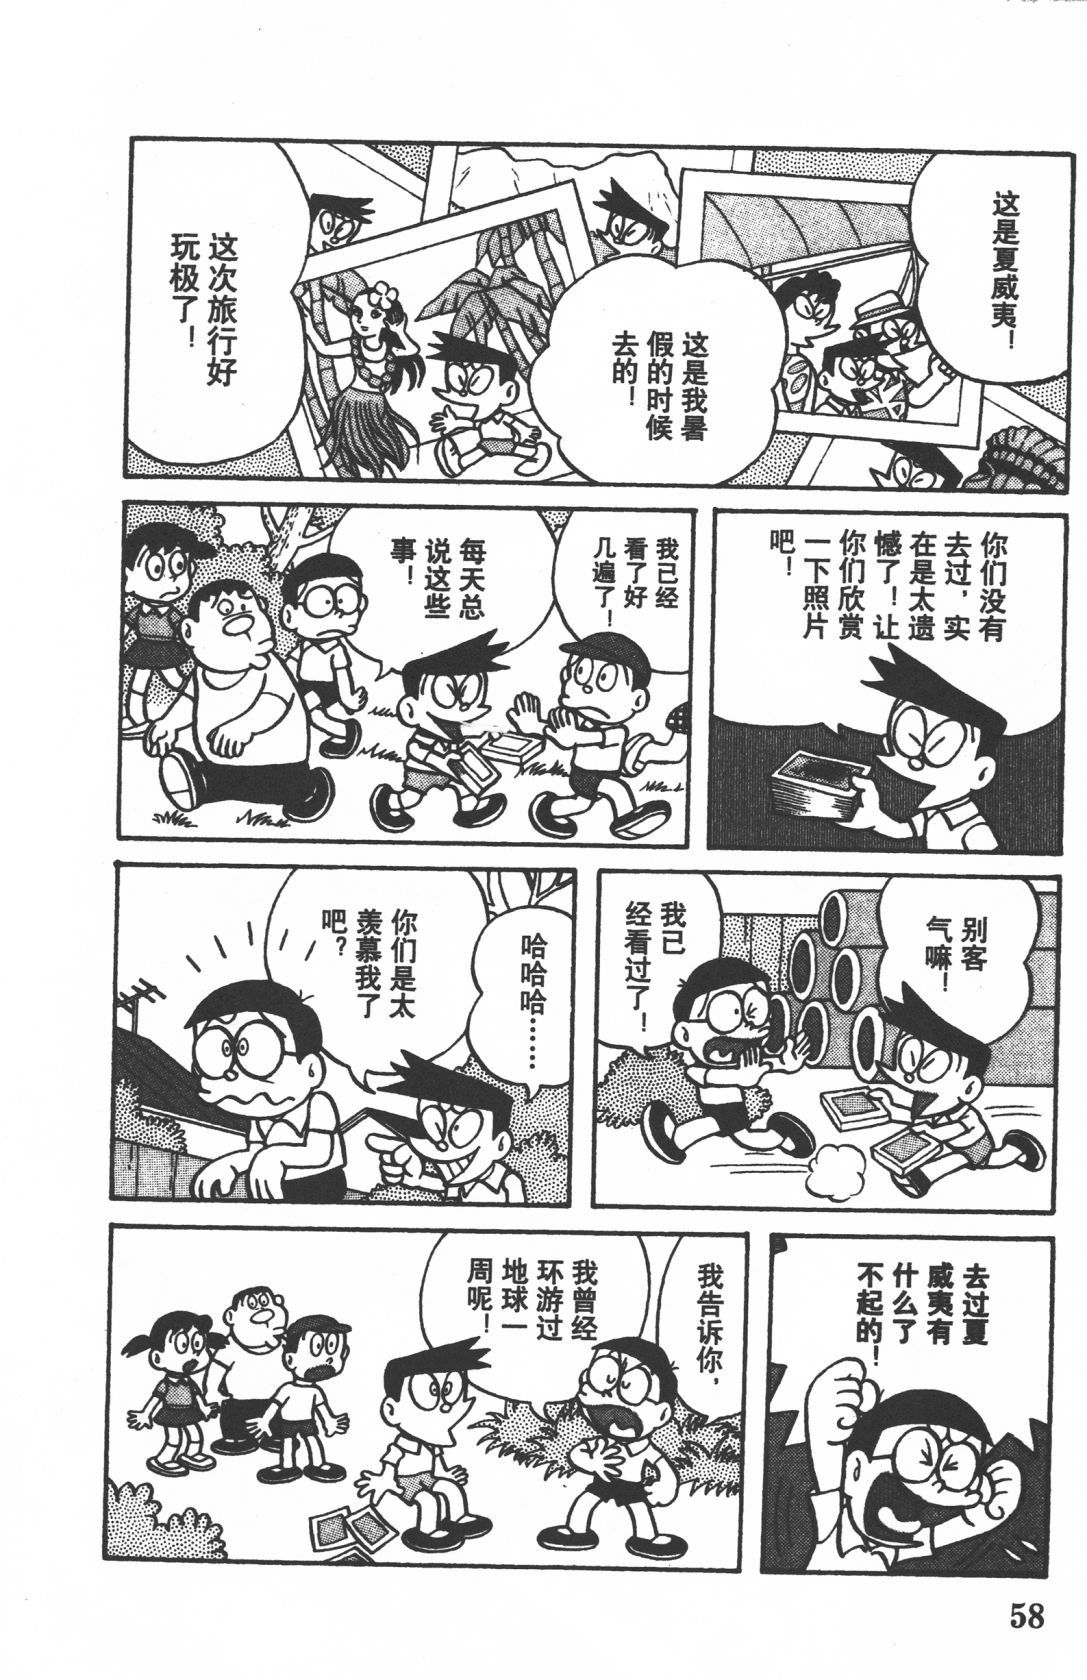 这是夏威夷！
这是我暑
假的时候
去的！
这次旅行好
玩极了！
你们没有
去过，实
在是太遗
憾了！让
你们欣赏
一下照片
吧！
我已经
看了好
几遍了！
每天总
说这些
事！
别客
气嘛！
我已
经看过了！
哈哈哈……
你们是太
羡慕我了
吧？
去过夏
威夷有
什么了
不起的！
我告诉你，
我曾经
环游过
地球一
周呢！
58